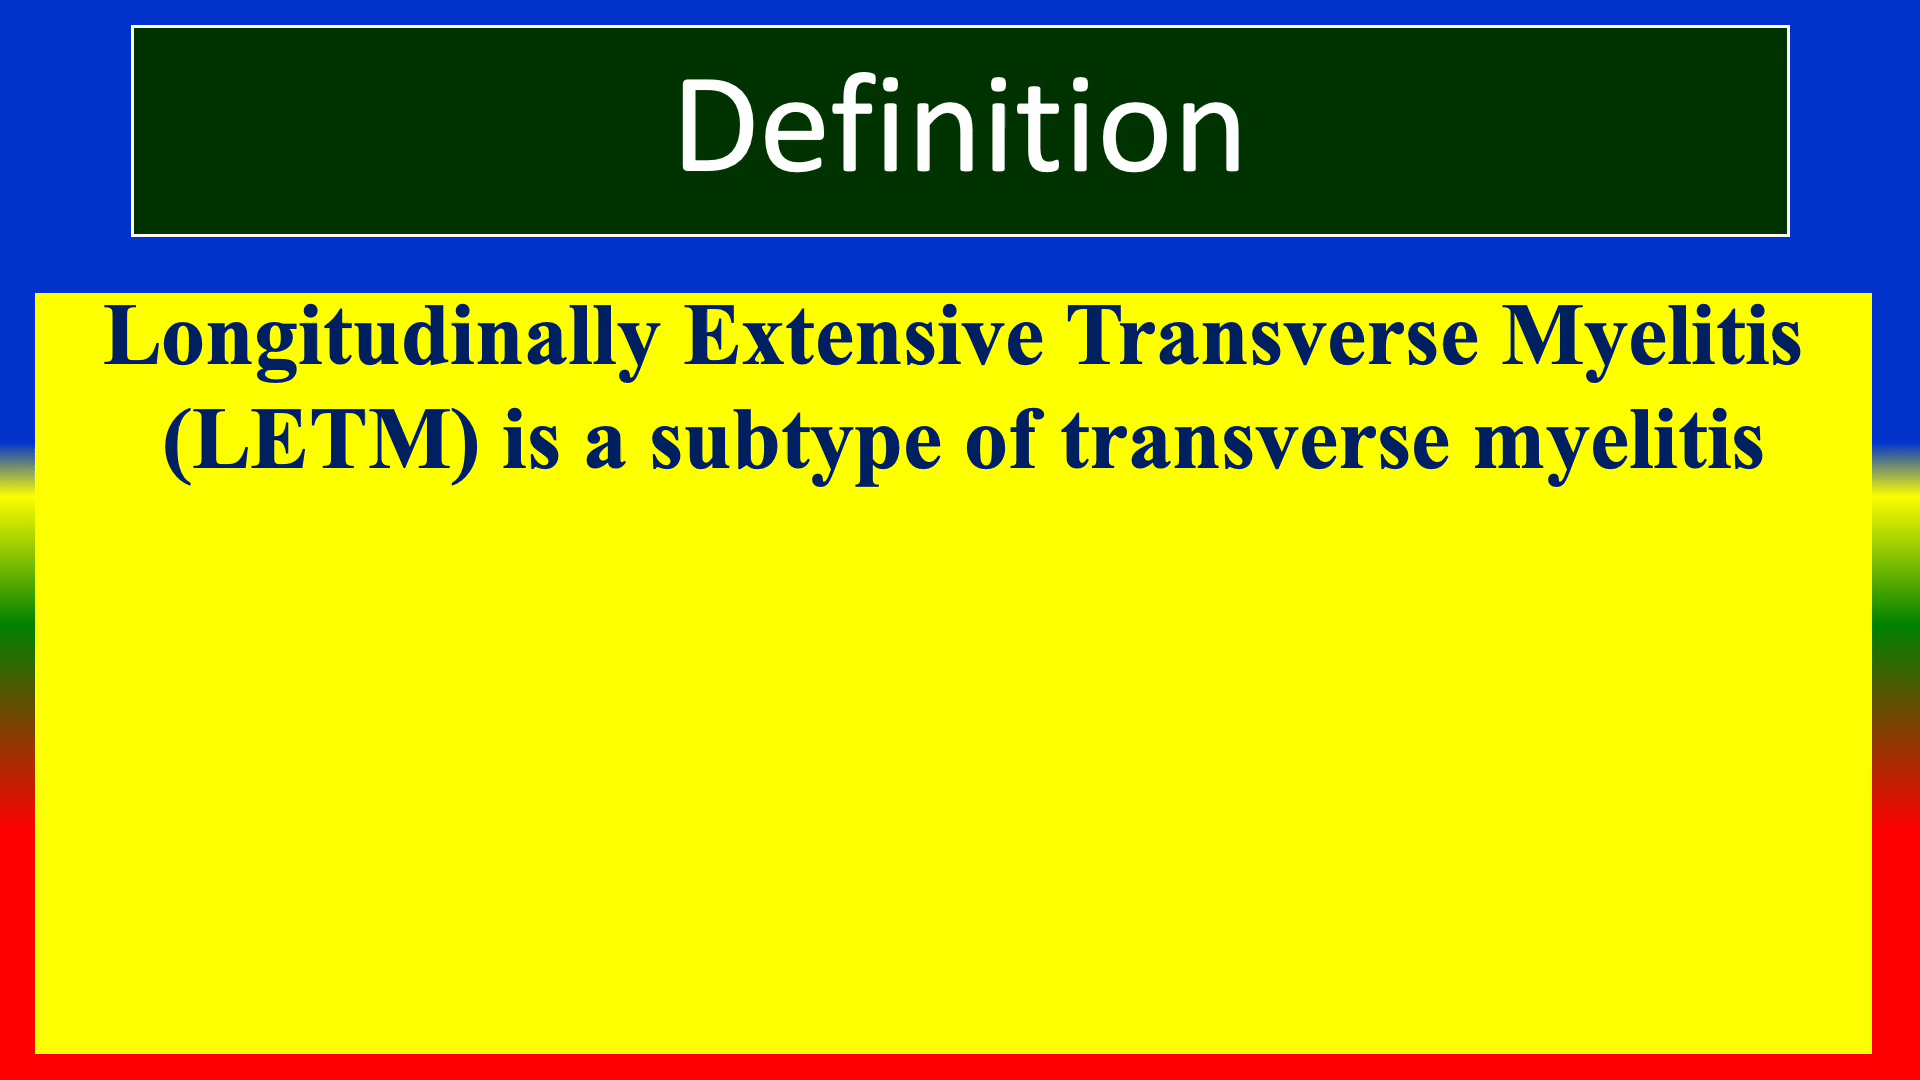 Definition
Longitudinally Extensive Transverse Myelitis
(LETM) is a subtype of transverse myelitis